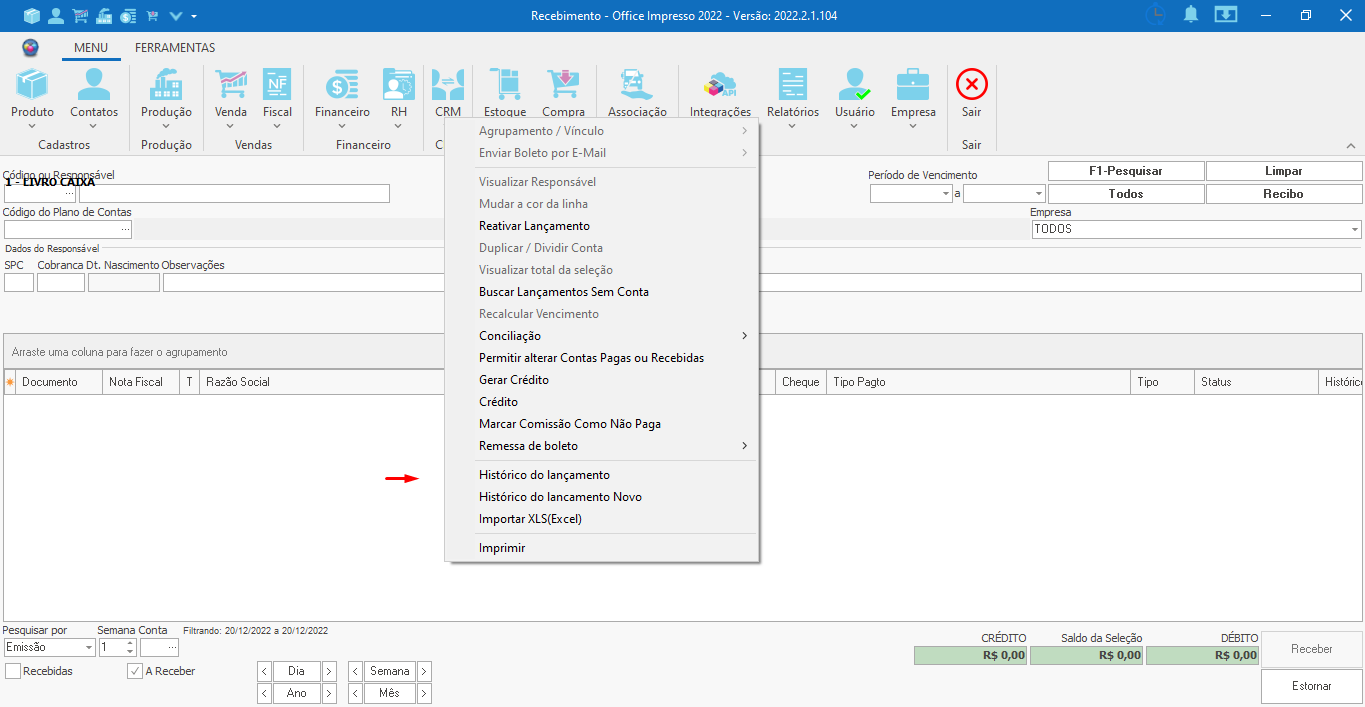 Recebimento - Office Impresso 2022 - Versão: 2022.2.1.104
MENU FERRAMENTAS
Produto Contatos Produção Venda Fiscal Financeiro RH CRM Estoque Compra Associação Integrações Relatórios Usuário Empresa Sair
NF
API
Cadastros Produção Vendas Financeiro C Sair
Agrupamento / Vínculo
Enviar Boleto por E-Mail
Visualizar Responsável
Mudar a cor da linha
Reativar Lançamento
Duplicar / Dividir Conta
Visualizar total da seleção
Buscar Lançamentos Sem Conta
Recalcular Vencimento
Conciliação
Permitir alterar Contas Pagas ou Recebidas
Gerar Crédito
Crédito
Marcar Comissão Como Não Paga
Remessa de boleto
Histórico do lançamento
Histórico do lancamento Novo
Importar XLS(Excel)
Imprimir
Código ou Responsável
1 - LIVRO CAIXA
Período de Vencimento
a
F1-Pesquisar Limpar
Todos Recibo
Código do Plano de Contas
Empresa
TODOS
Dados do Responsável
SPC Cobranca Dt. Nascimento Observações
Arraste uma coluna para fazer o agrupamento
Documento Nota Fiscal T Razão Social Cheque Tipo Pagto Tipo Status Histórico
Pesquisar por Semana Conta Filtrando: 20/12/2022 a 20/12/2022
Emissão 1
Recebidas A Receber
< Dia > < Semana >
< Ano > < Mês >
CRÉDITO Saldo da Seleção DÉBITO
R$ 0,00 R$ 0,00 R$ 0,00
Receber
Estornar